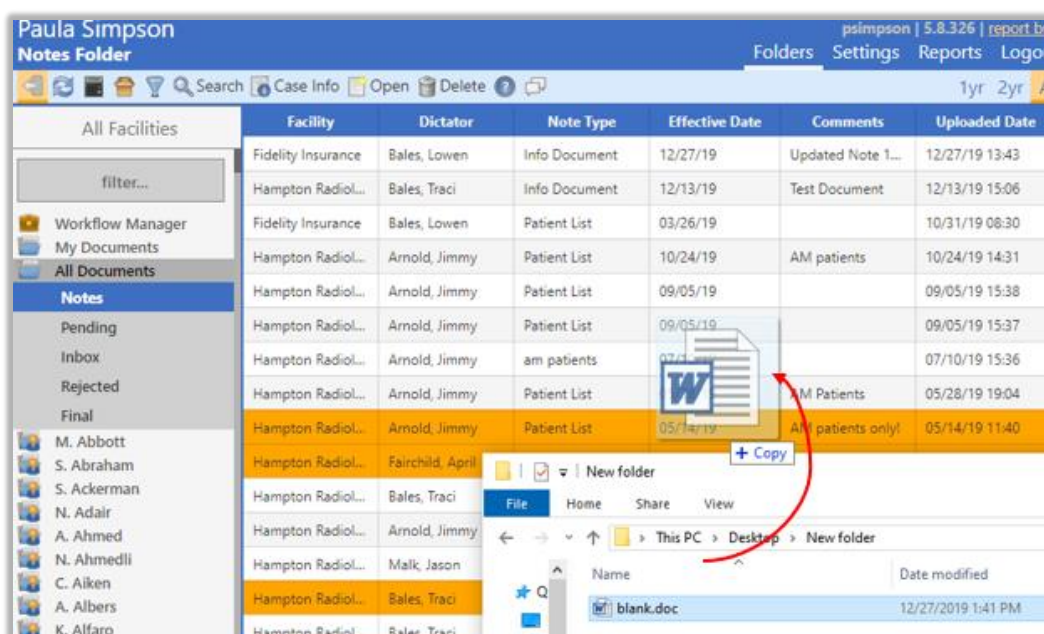 Paula Simpson
psimpson | 5.8.326 | report b
Notes Folder
Folders Settings Reports Logo
Search Case Info Open Delete ? 1yr 2yr
All Facilities
filter...
Workflow Manager
My Documents
All Documents
Notes
Pending
Inbox
Rejected
Final
M. Abbott
S. Abraham
S. Ackerman
N. Adair
A. Ahmed
N. Ahmedli
C. Aiken
A. Albers
K. Alfaro
Facility Dictator Note Type Effective Date Comments Uploaded Date
Fidelity Insurance Bales, Lowen Info Document 12/27/19 Updated Note 1... 12/27/19 13:43
Hampton Radiol... Bales, Traci Info Document 12/13/19 Test Document 12/13/19 15:06
Fidelity Insurance Bales, Lowen Patient List 03/26/19 10/31/19 08:30
Hampton Radiol... Arnold, Jimmy Patient List 10/24/19 AM patients 10/24/19 14:31
Hampton Radiol... Arnold, Jimmy Patient List 09/05/19 09/05/19 15:38
Hampton Radiol... Arnold, Jimmy Patient List 09/05/19 09/05/19 15:37
Hampton Radiol... Arnold, Jimmy am patients 07/10/19 15:36
Hampton Radiol... Arnold, Jimmy Patient List AM Patients 05/28/19 19:04
Hampton Radiol... Arnold, Jimmy Patient List 05/14/19 AM patients only! 05/14/19 11:40
Hampton Radiol... Fairchild, April
Hampton Radiol... Bales, Traci
Hampton Radiol... Arnold, Jimmy
Hampton Radiol... Malk, Jason
Hampton Radiol... Bales, Traci
Hampton Radiol... Bales, Traci
W
+ Copy
New folder
File Home Share View
This PC > Desktop > New folder
Name Date modified
Q
blank.doc 12/27/2019 1:41 PM